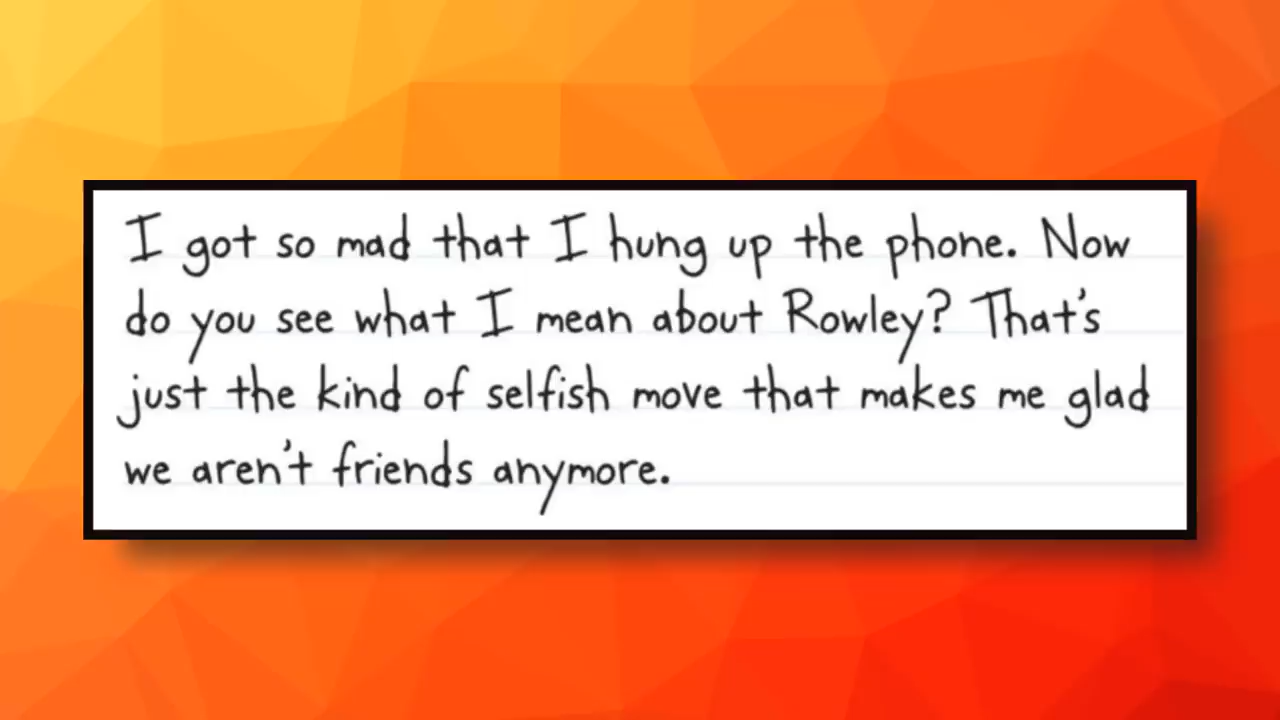 I got so mad that I hung up the phone. Now
do you see what I mean about Rowley? That's
just the kind of selfish move that makes me glad
we aren't friends anymore.